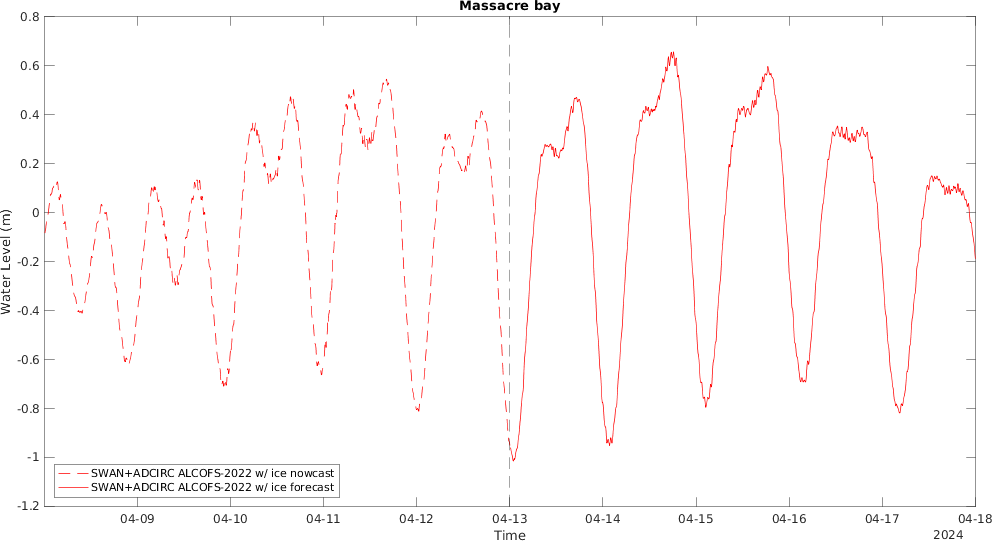 Massacre bay
0.8
0.6
0.4
0.2
0
-0.2
-0.4
-0.6
-0.8
-1
-1.2
Water Level (m)
SWAN+ADCIRC ALCOFS-2022 w/ ice nowcast
SWAN+ADCIRC ALCOFS-2022 w/ ice forecast
04-09 04-10 04-11 04-12 04-13 04-14 04-15 04-16 04-17 04-18
Time
2024